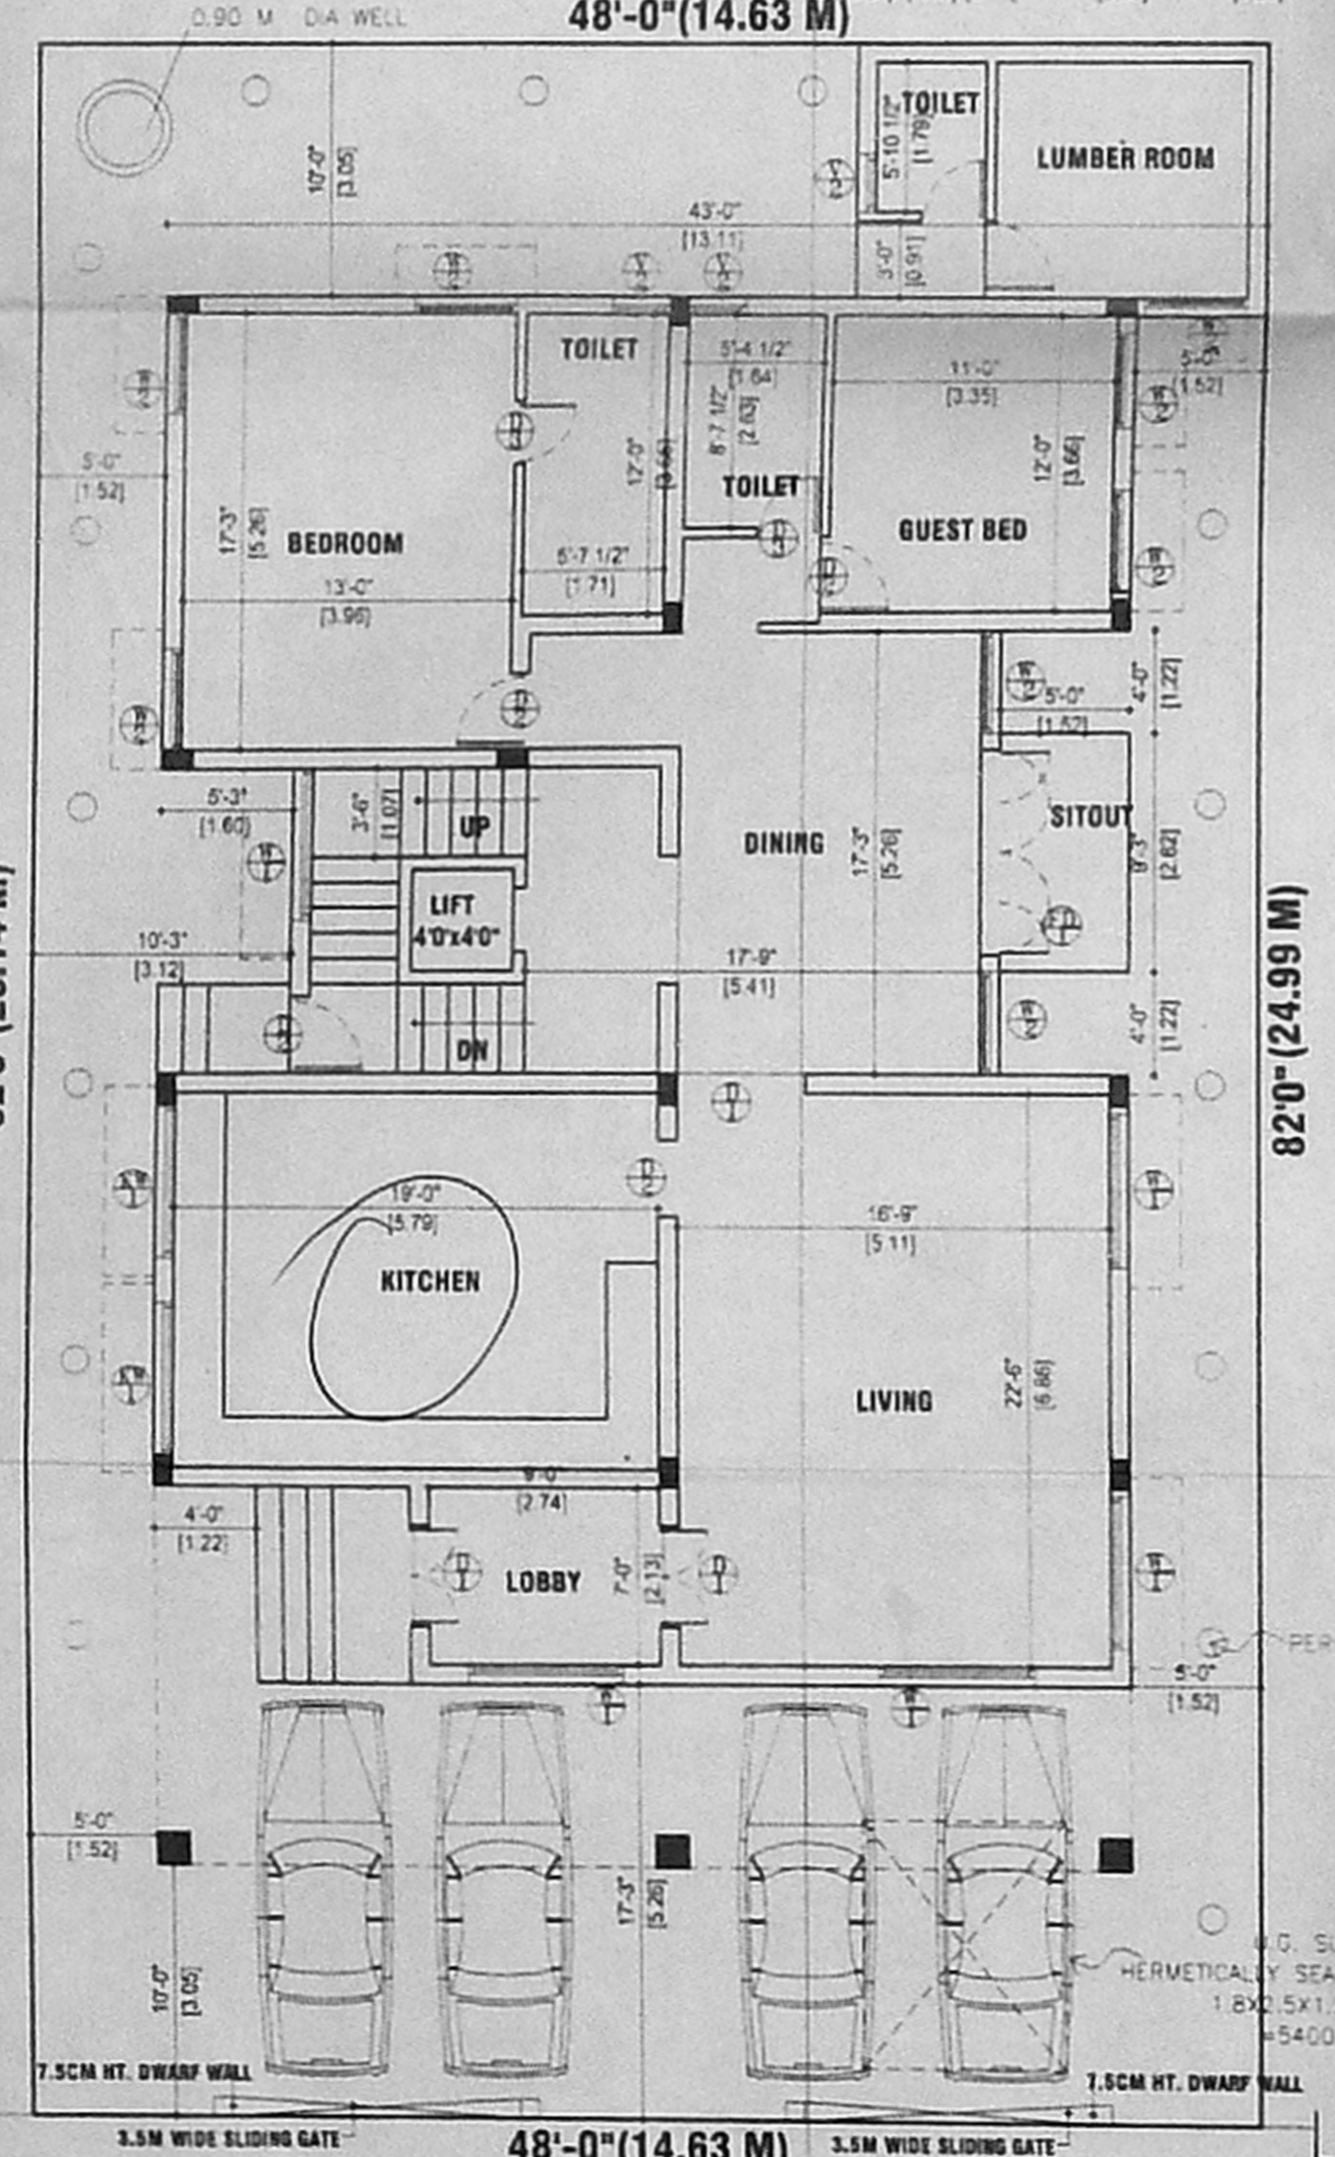 0.90 M DIA WELL
48'-0"(14.63 M)
TOILET
5'-10 1/2"
[1.79]
LUMBER ROOM
10'-0"
[3.05]
43'-0"
[13.11]
3'-0"
[0.91]
TOILET
5'-4 1/2"
[1.64]
11'-0"
[3.35]
5'-0"
[1.52]
8'-7 1/2"
[2.63]
12'-0"
[3.66]
12'-0"
[3.66]
5'-0"
[1.52]
TOILET
17'-3"
[5.26]
BEDROOM
GUEST BED
5'-7 1/2"
[1.71]
13'-0"
[3.96]
4'-0"
[1.22]
5'-0"
[1.52]
5'-3"
[1.60]
3'-6"
[1.07]
UP
DINING
17'-3"
[5.26]
SITOUT
[2.82]
LIFT
4'0"x4'0"
10'-3"
[3.12]
17'-9"
[5.41]
4'-0"
[1.22]
DN
82'0"(24.99 M)
D1
D2
19'-0"
[5.79]
16'-9"
[5.11]
KITCHEN
LIVING
22'-6"
[6.86]
9'-0"
[2.74]
4'-0"
[1.22]
LOBBY
7'-0"
[2.13]
D1
D1
PER
5'-0"
[1.52]
5'-0"
[1.52]
17'-3"
[5.26]
10'-0"
[3.05]
HERMETICALLY SEA
1.8X2.5X1.
=5400
7.5CM HT. DWARF WALL
7.5CM HT. DWARF WALL
3.5M WIDE SLIDING GATE
48'-0"(14.63 M)
3.5M WIDE SLIDING GATE